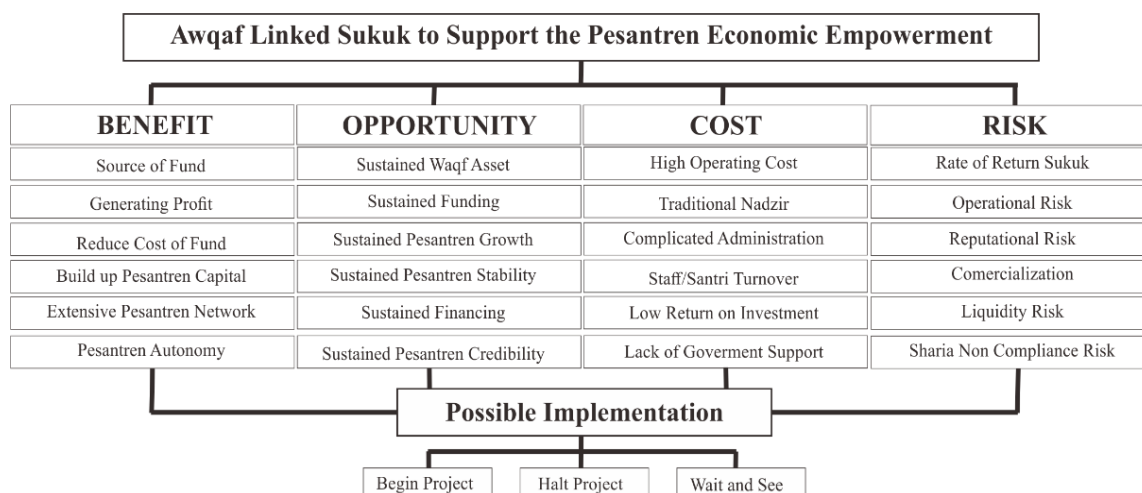 Awqaf Linked Sukuk to Support the Pesantren Economic Empowerment
BENEFIT
Source of Fund
Generating Profit
Reduce Cost of Fund
Build up Pesantren Capital
Extensive Pesantren Network
Pesantren Autonomy
OPPORTUNITY
Sustained Waqf Asset
Sustained Funding
Sustained Pesantren Growth
Sustained Pesantren Stability
Sustained Financing
Sustained Pesantren Credibility
COST
High Operating Cost
Traditional Nadzir
Complicated Administration
Staff/Santri Turnover
Low Return on Investment
Lack of Goverment Support
RISK
Rate of Return Sukuk
Operational Risk
Reputational Risk
Comercialization
Liquidity Risk
Sharia Non Compliance Risk
Possible Implementation
Begin Project
Halt Project
Wait and See